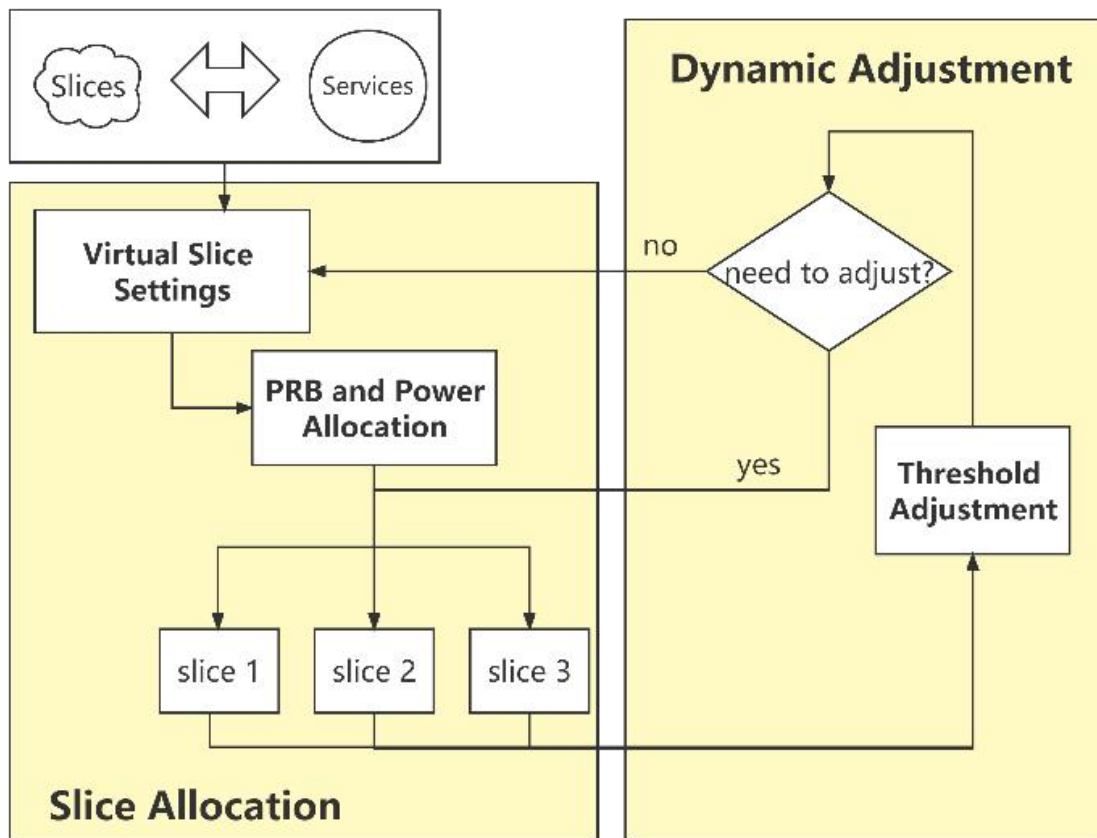 Slices
Services
Dynamic Adjustment
Virtual Slice
Settings
no
need to adjust?
PRB and Power
Allocation
yes
Threshold
Adjustment
slice 1
slice 2
slice 3
Slice Allocation